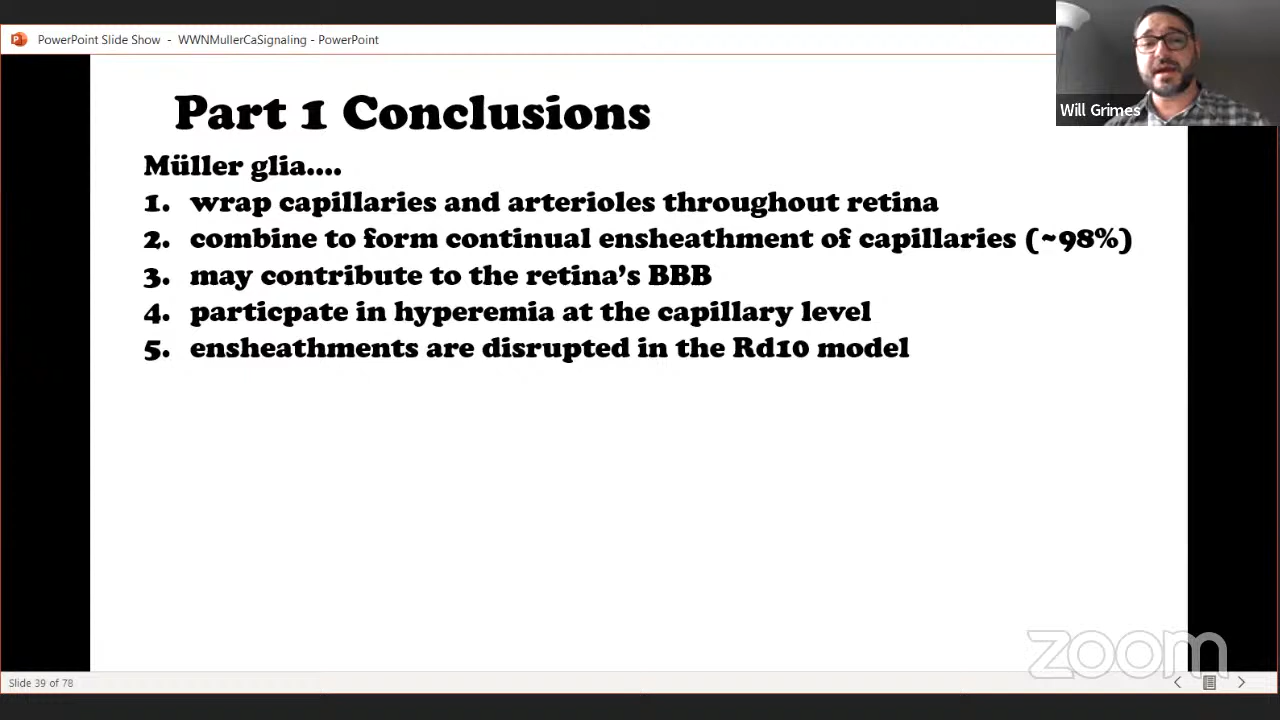 PowerPoint Slide Show - WWNMullerCaSignaling - PowerPoint
Will Grimes
Part 1 Conclusions
Müller glia....
1. wrap capillaries and arterioles throughout retina
2. combine to form continual ensheathment of capillaries (~98%)
3. may contribute to the retina’s BBB
4. particpate in hyperemia at the capillary level
5. ensheathments are disrupted in the Rd10 model
zoom
Slide 39 of 78